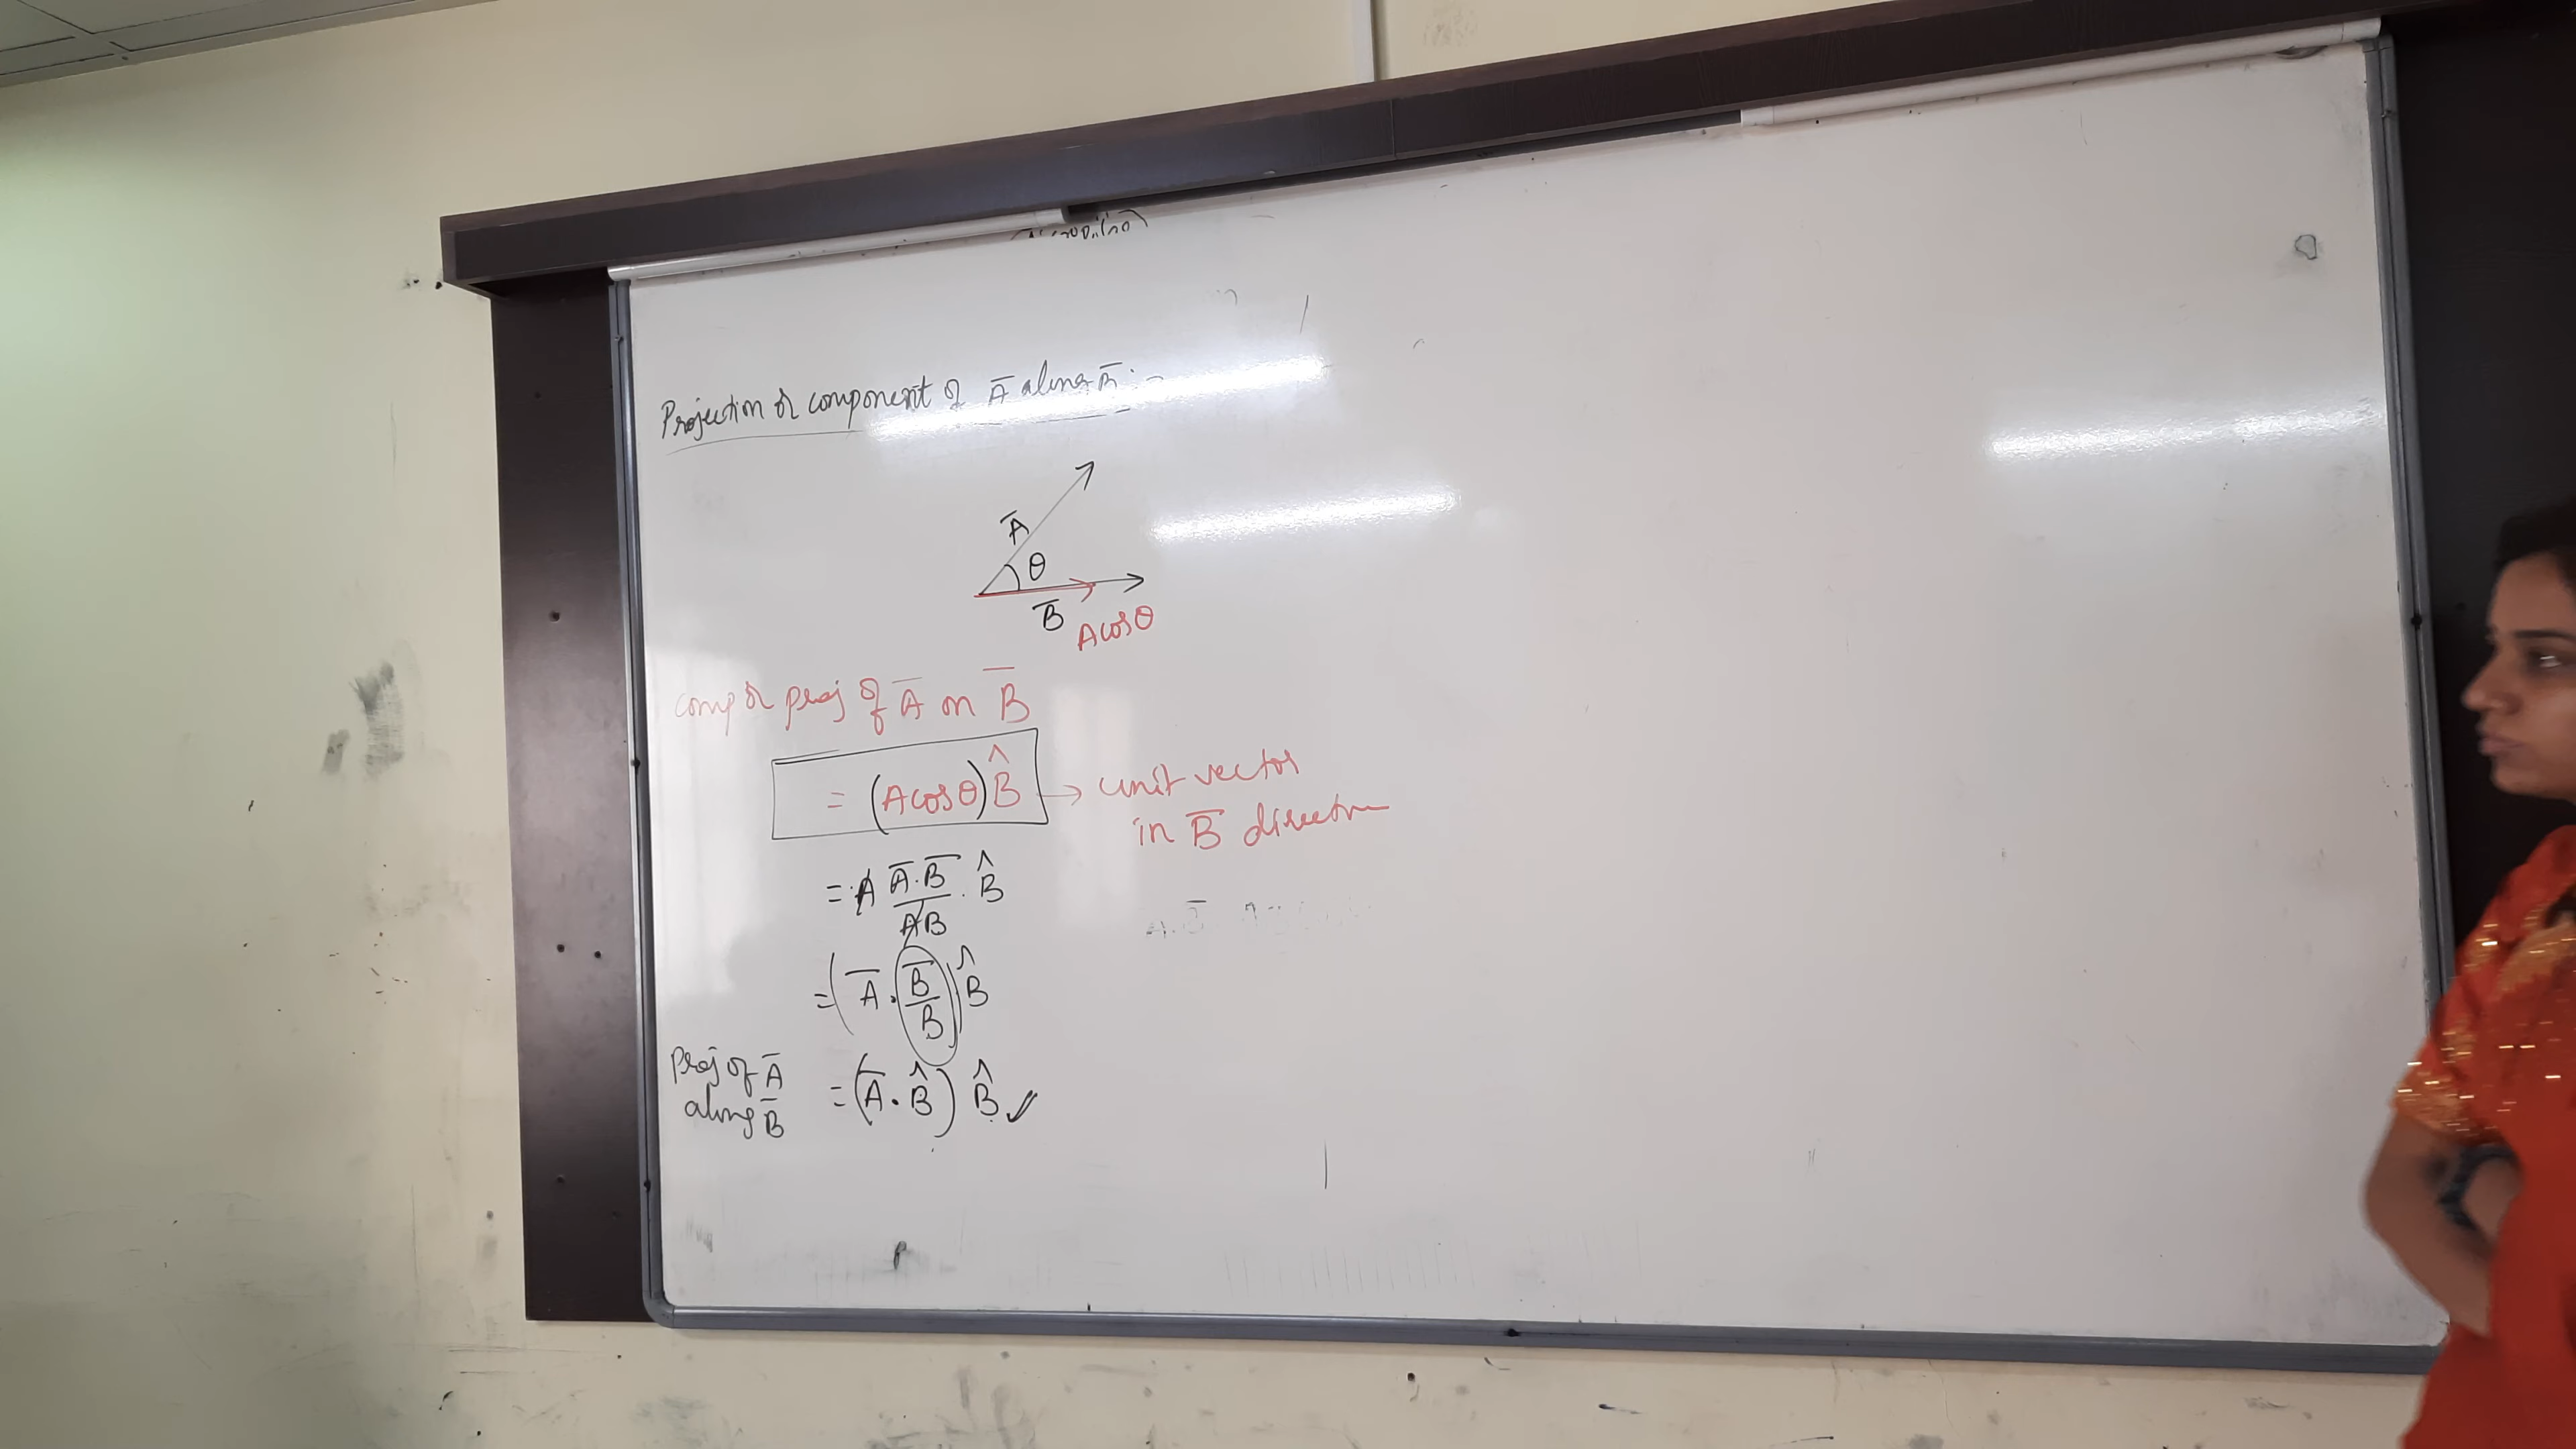 Projection or component of A̅ along B̅ : -
A̅
θ
B̅
A cosθ
comp or proj of A̅ on B̅
= (A cosθ) B̂ → unit vector
in B̅ direction
= A A̅.B̅/AB . B̂
= (A̅ . B̅/B) B̂
Proj of A̅
along B̅ = (A̅ . B̂) B̂ ✓